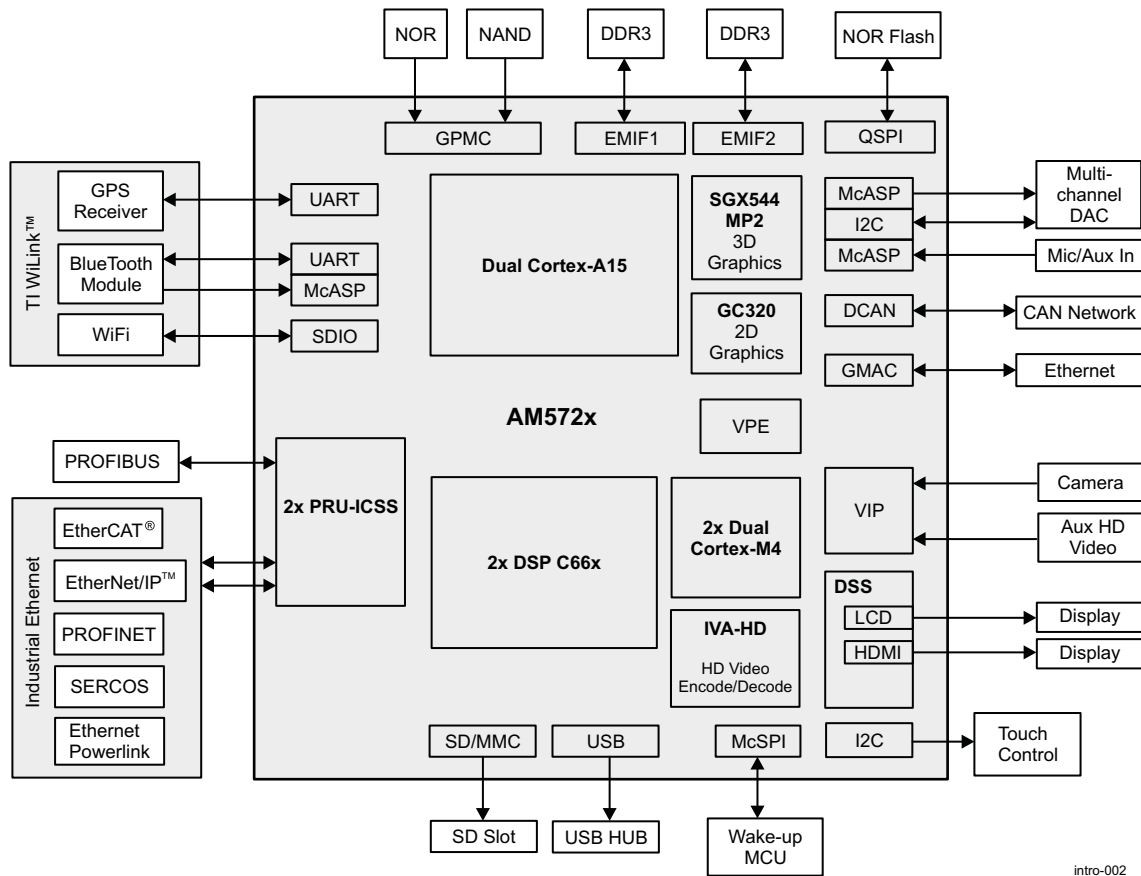 NOR
NAND
DDR3
DDR3
NOR Flash
GPMC
EMIF1
EMIF2
QSPI
TI WiLink™
GPS
Receiver
BlueTooth
Module
WiFi
UART
UART
McASP
SDIO
Dual Cortex-A15
SGX544
MP2
3D
Graphics
GC320
2D
Graphics
McASP
I2C
McASP
DCAN
GMAC
Multi-
channel
DAC
Mic/Aux In
CAN Network
Ethernet
AM572x
VPE
PROFIBUS
Industrial Ethernet
EtherCAT®
EtherNet/IP™
PROFINET
SERCOS
Ethernet
Powerlink
2x PRU-ICSS
2x DSP C66x
2x Dual
Cortex-M4
IVA-HD
HD Video
Encode/Decode
VIP
Camera
Aux HD
Video
DSS
LCD
HDMI
Display
Display
SD/MMC
USB
McSPI
I2C
Touch
Control
SD Slot
USB HUB
Wake-up
MCU
intro-002